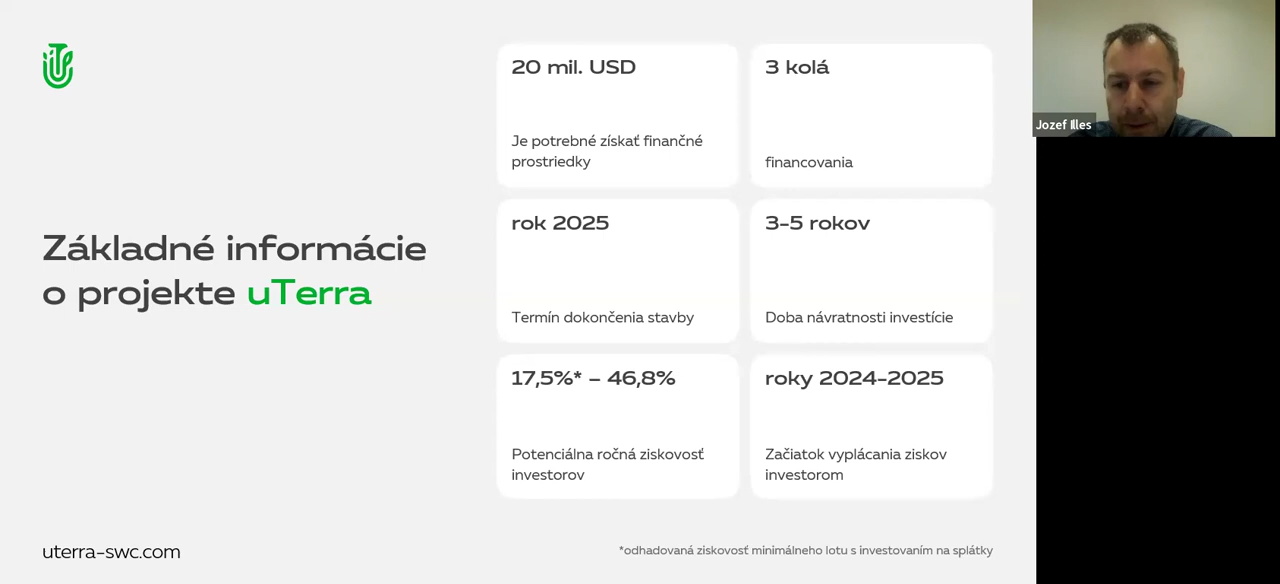 Základné informácie
o projekte uTerra
20 mil. USD
Je potrebné získať finančné
prostriedky
3 kolá
financovania
rok 2025
Termín dokončenia stavby
3-5 rokov
Doba návratnosti investície
17,5%* – 46,8%
Potenciálna ročná ziskovosť
investorov
roky 2024-2025
Začiatok vyplácania ziskov
investorom
uterra-swc.com
*odhadovaná ziskovosť minimálneho lotu s investovaním na splátky
Jozef Illes